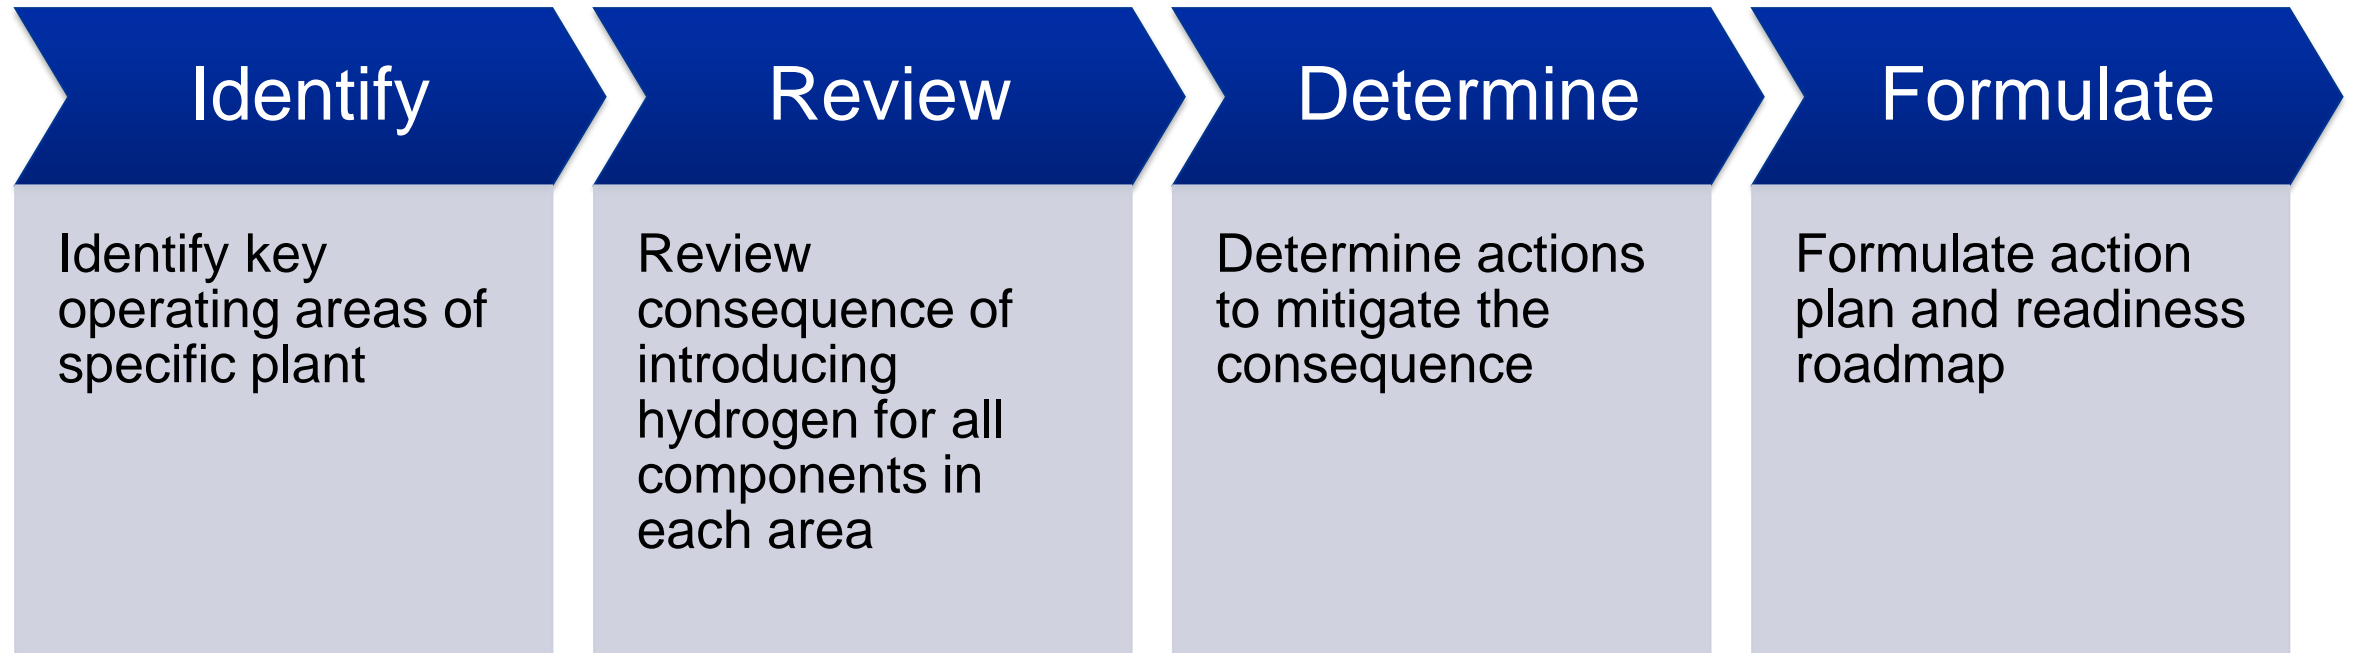 Identify
Identify key
operating areas of
specific plant
Review
Review
consequence of
introducing
hydrogen for all
components in
each area
Determine
Determine actions
to mitigate the
consequence
Formulate
Formulate action
plan and readiness
roadmap